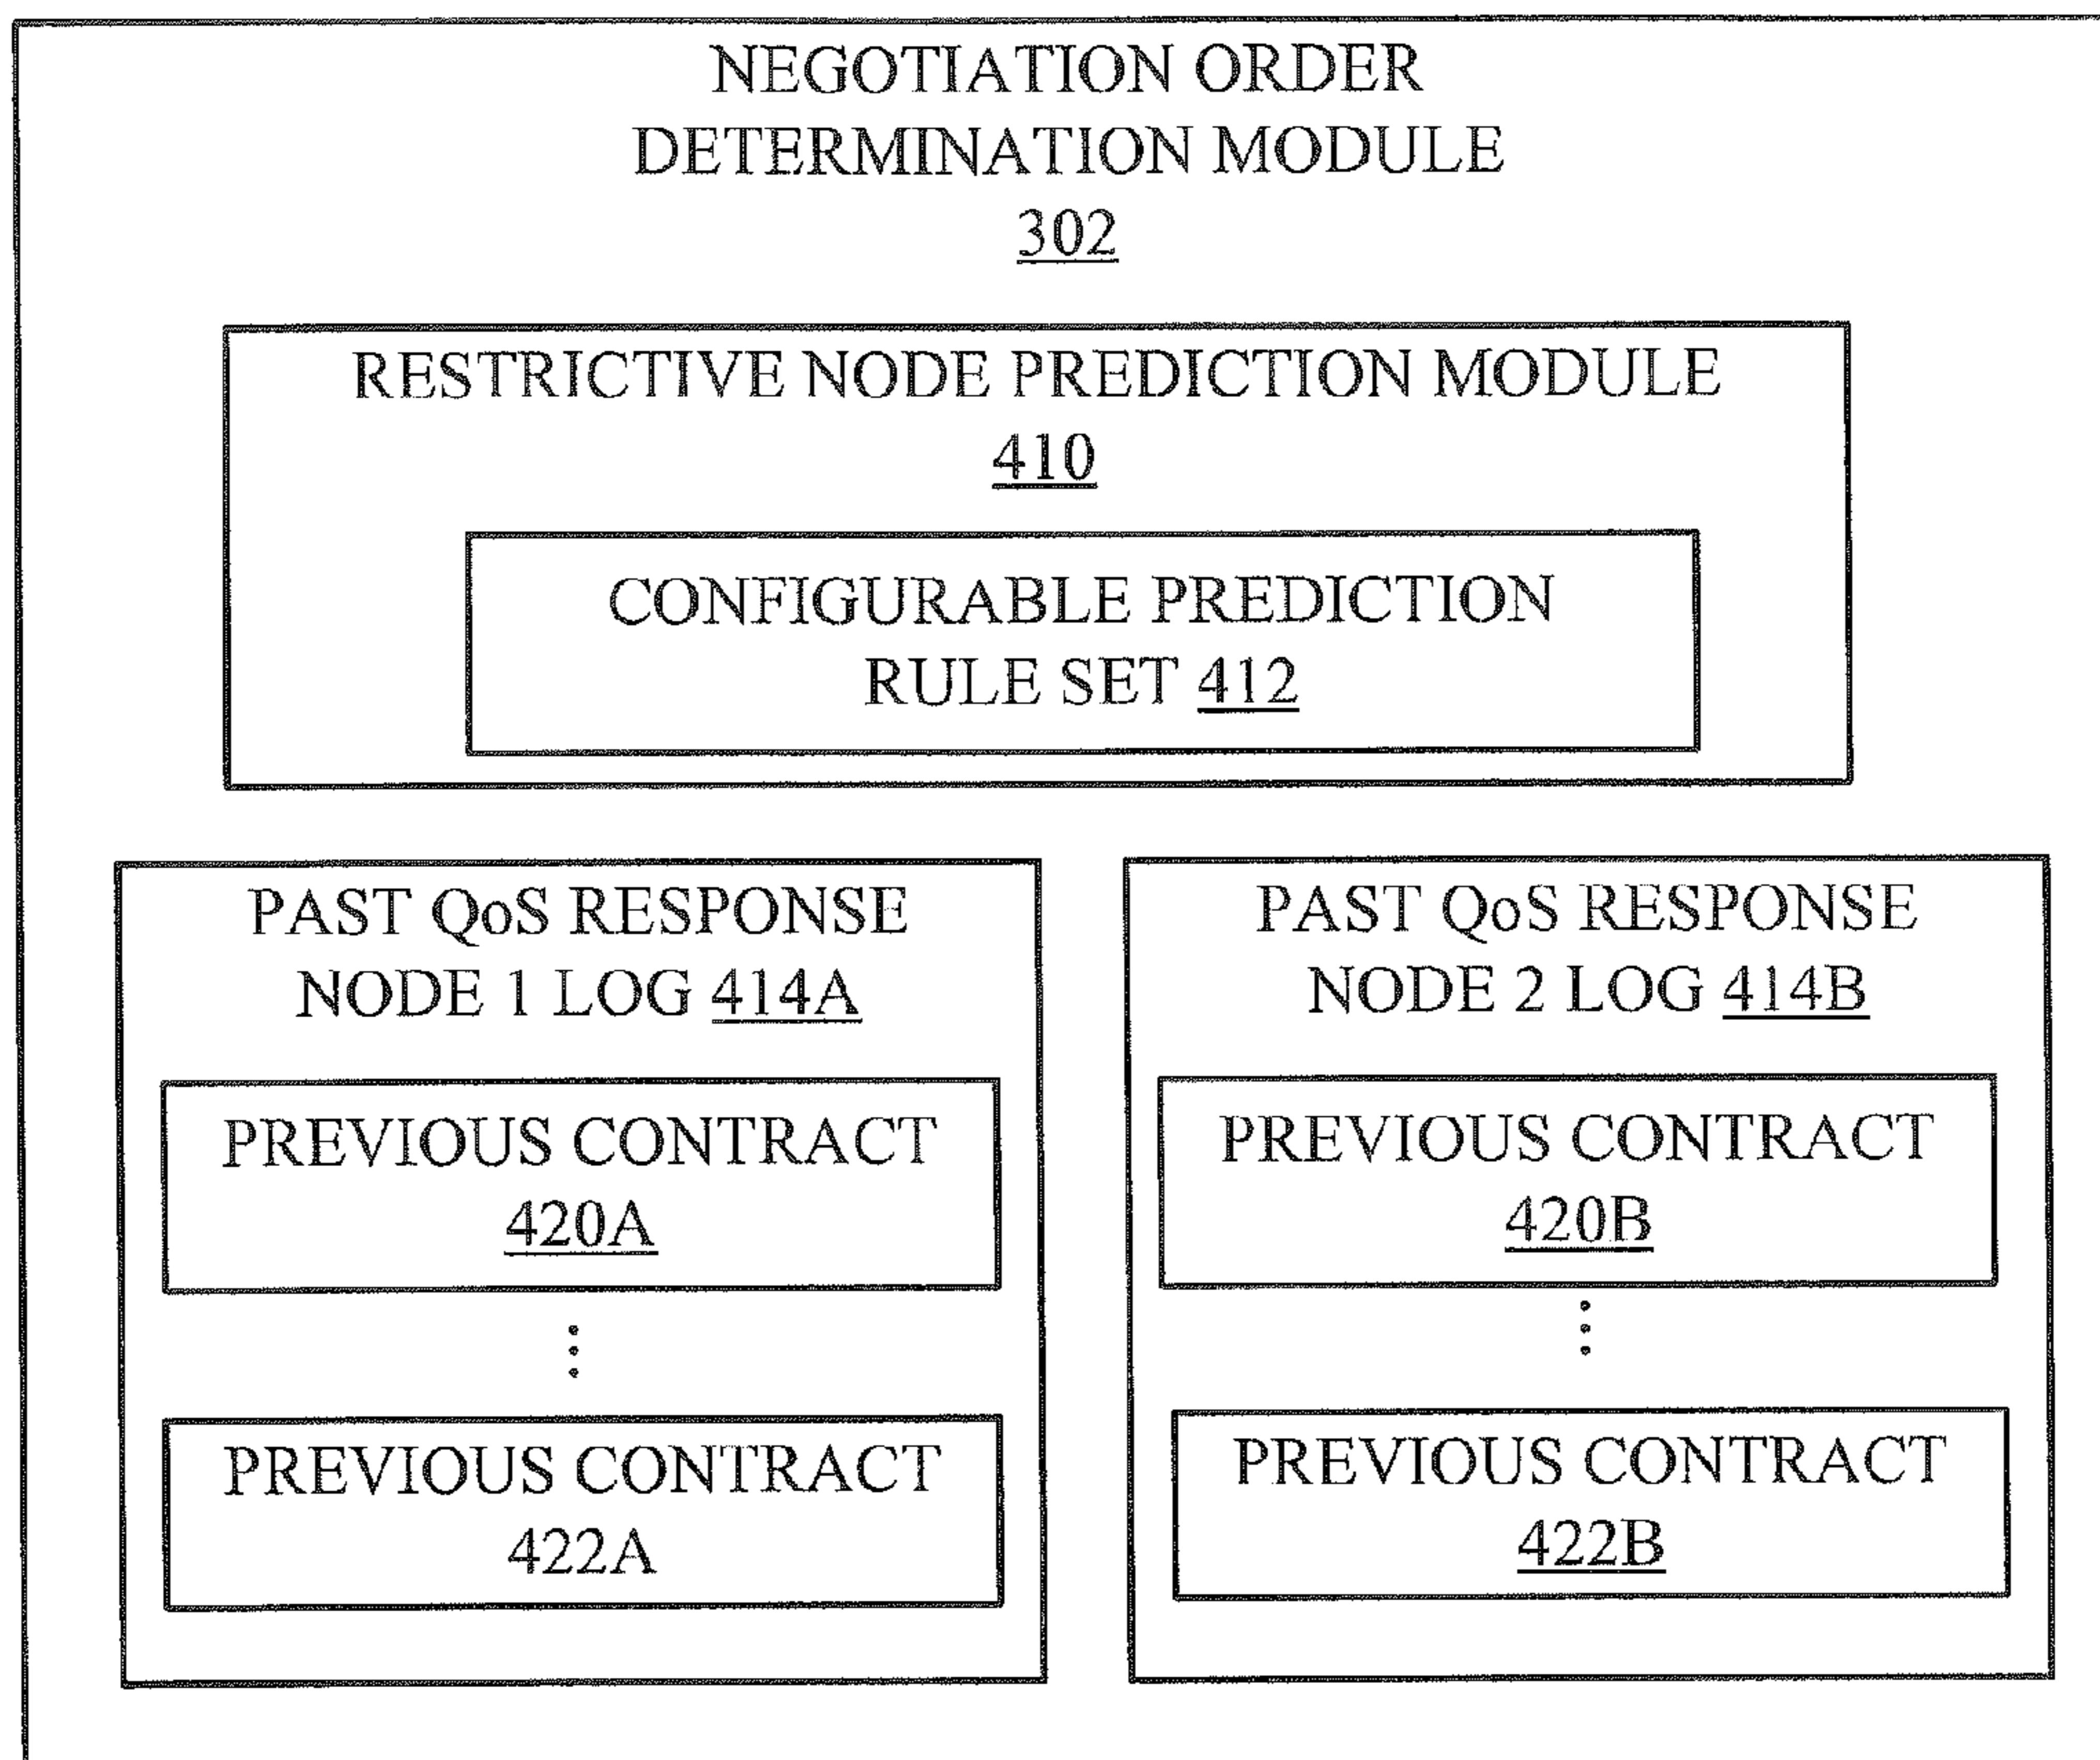 NEGOTIATION ORDER
DETERMINATION MODULE
302
RESTRICTIVE NODE PREDICTION MODULE
410
CONFIGURABLE PREDICTION
RULE SET 412
PAST QoS RESPONSE
NODE 1 LOG 414A
PREVIOUS CONTRACT
420A
PREVIOUS CONTRACT
422A
PAST QoS RESPONSE
NODE 2 LOG 414B
PREVIOUS CONTRACT
420B
PREVIOUS CONTRACT
422B